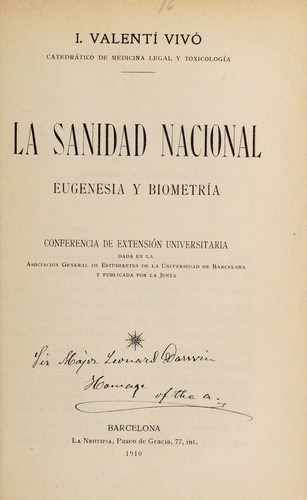 16
I. VALENTÍ VIVÓ
CATEDRÁTICO DE MEDICINA LEGAL Y TOXICOLOGÍA
LA SANIDAD NACIONAL
EUGENESIA Y BIOMETRÍA
CONFERENCIA DE EXTENSIÓN UNIVERSITARIA
DADA EN LA
ASOCIACIÓN GENERAL DE ESTUDIANTES DE LA UNIVERSIDAD DE BARCELONA
Y PUBLICADA POR LA JUNTA
Sir Major Leonard Darwin
Homage
of the a.
BARCELONA
LA NEOTIPIA, Paseo de Gracia, 77, int.
1910